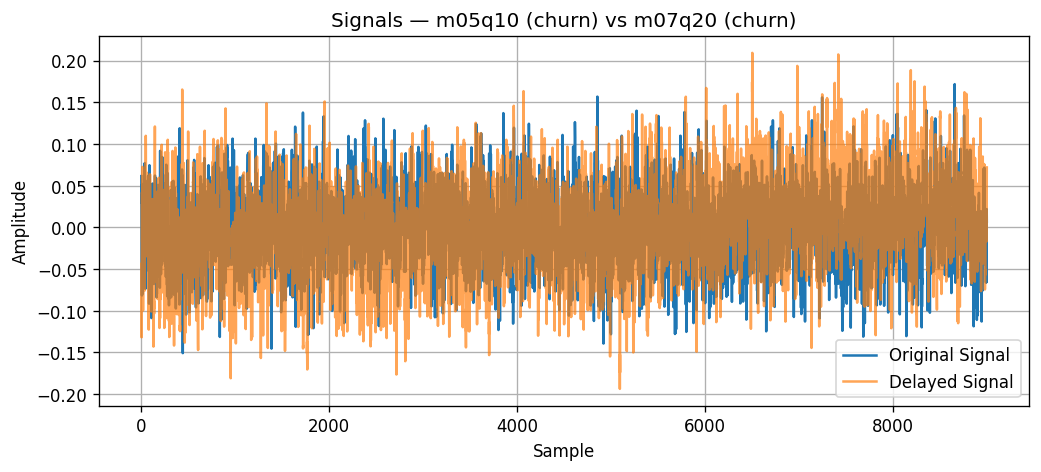 Signals — m05q10 (churn) vs m07q20 (churn)
0.20
0.15
0.10
0.05
0.00
−0.05
−0.10
−0.15
−0.20
Amplitude
Original Signal
Delayed Signal
0 2000 4000 6000 8000
Sample